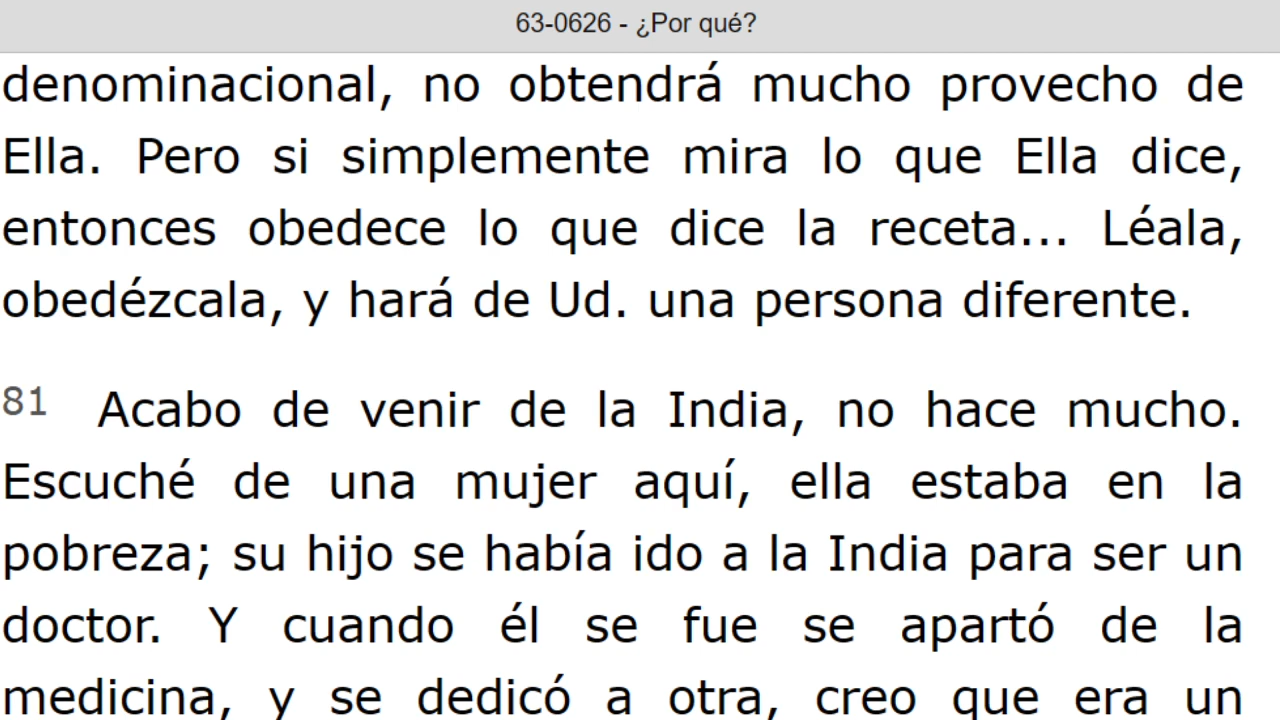 63-0626 - ¿Por qué?
denominacional, no obtendrá mucho provecho de
Ella. Pero si simplemente mira lo que Ella dice,
entonces obedece lo que dice la receta... Léala,
obedézcala, y hará de Ud. una persona diferente.
81 Acabo de venir de la India, no hace mucho.
Escuché de una mujer aquí, ella estaba en la
pobreza; su hijo se había ido a la India para ser un
doctor. Y cuando él se fue se apartó de la
medicina, y se dedicó a otra, creo que era un